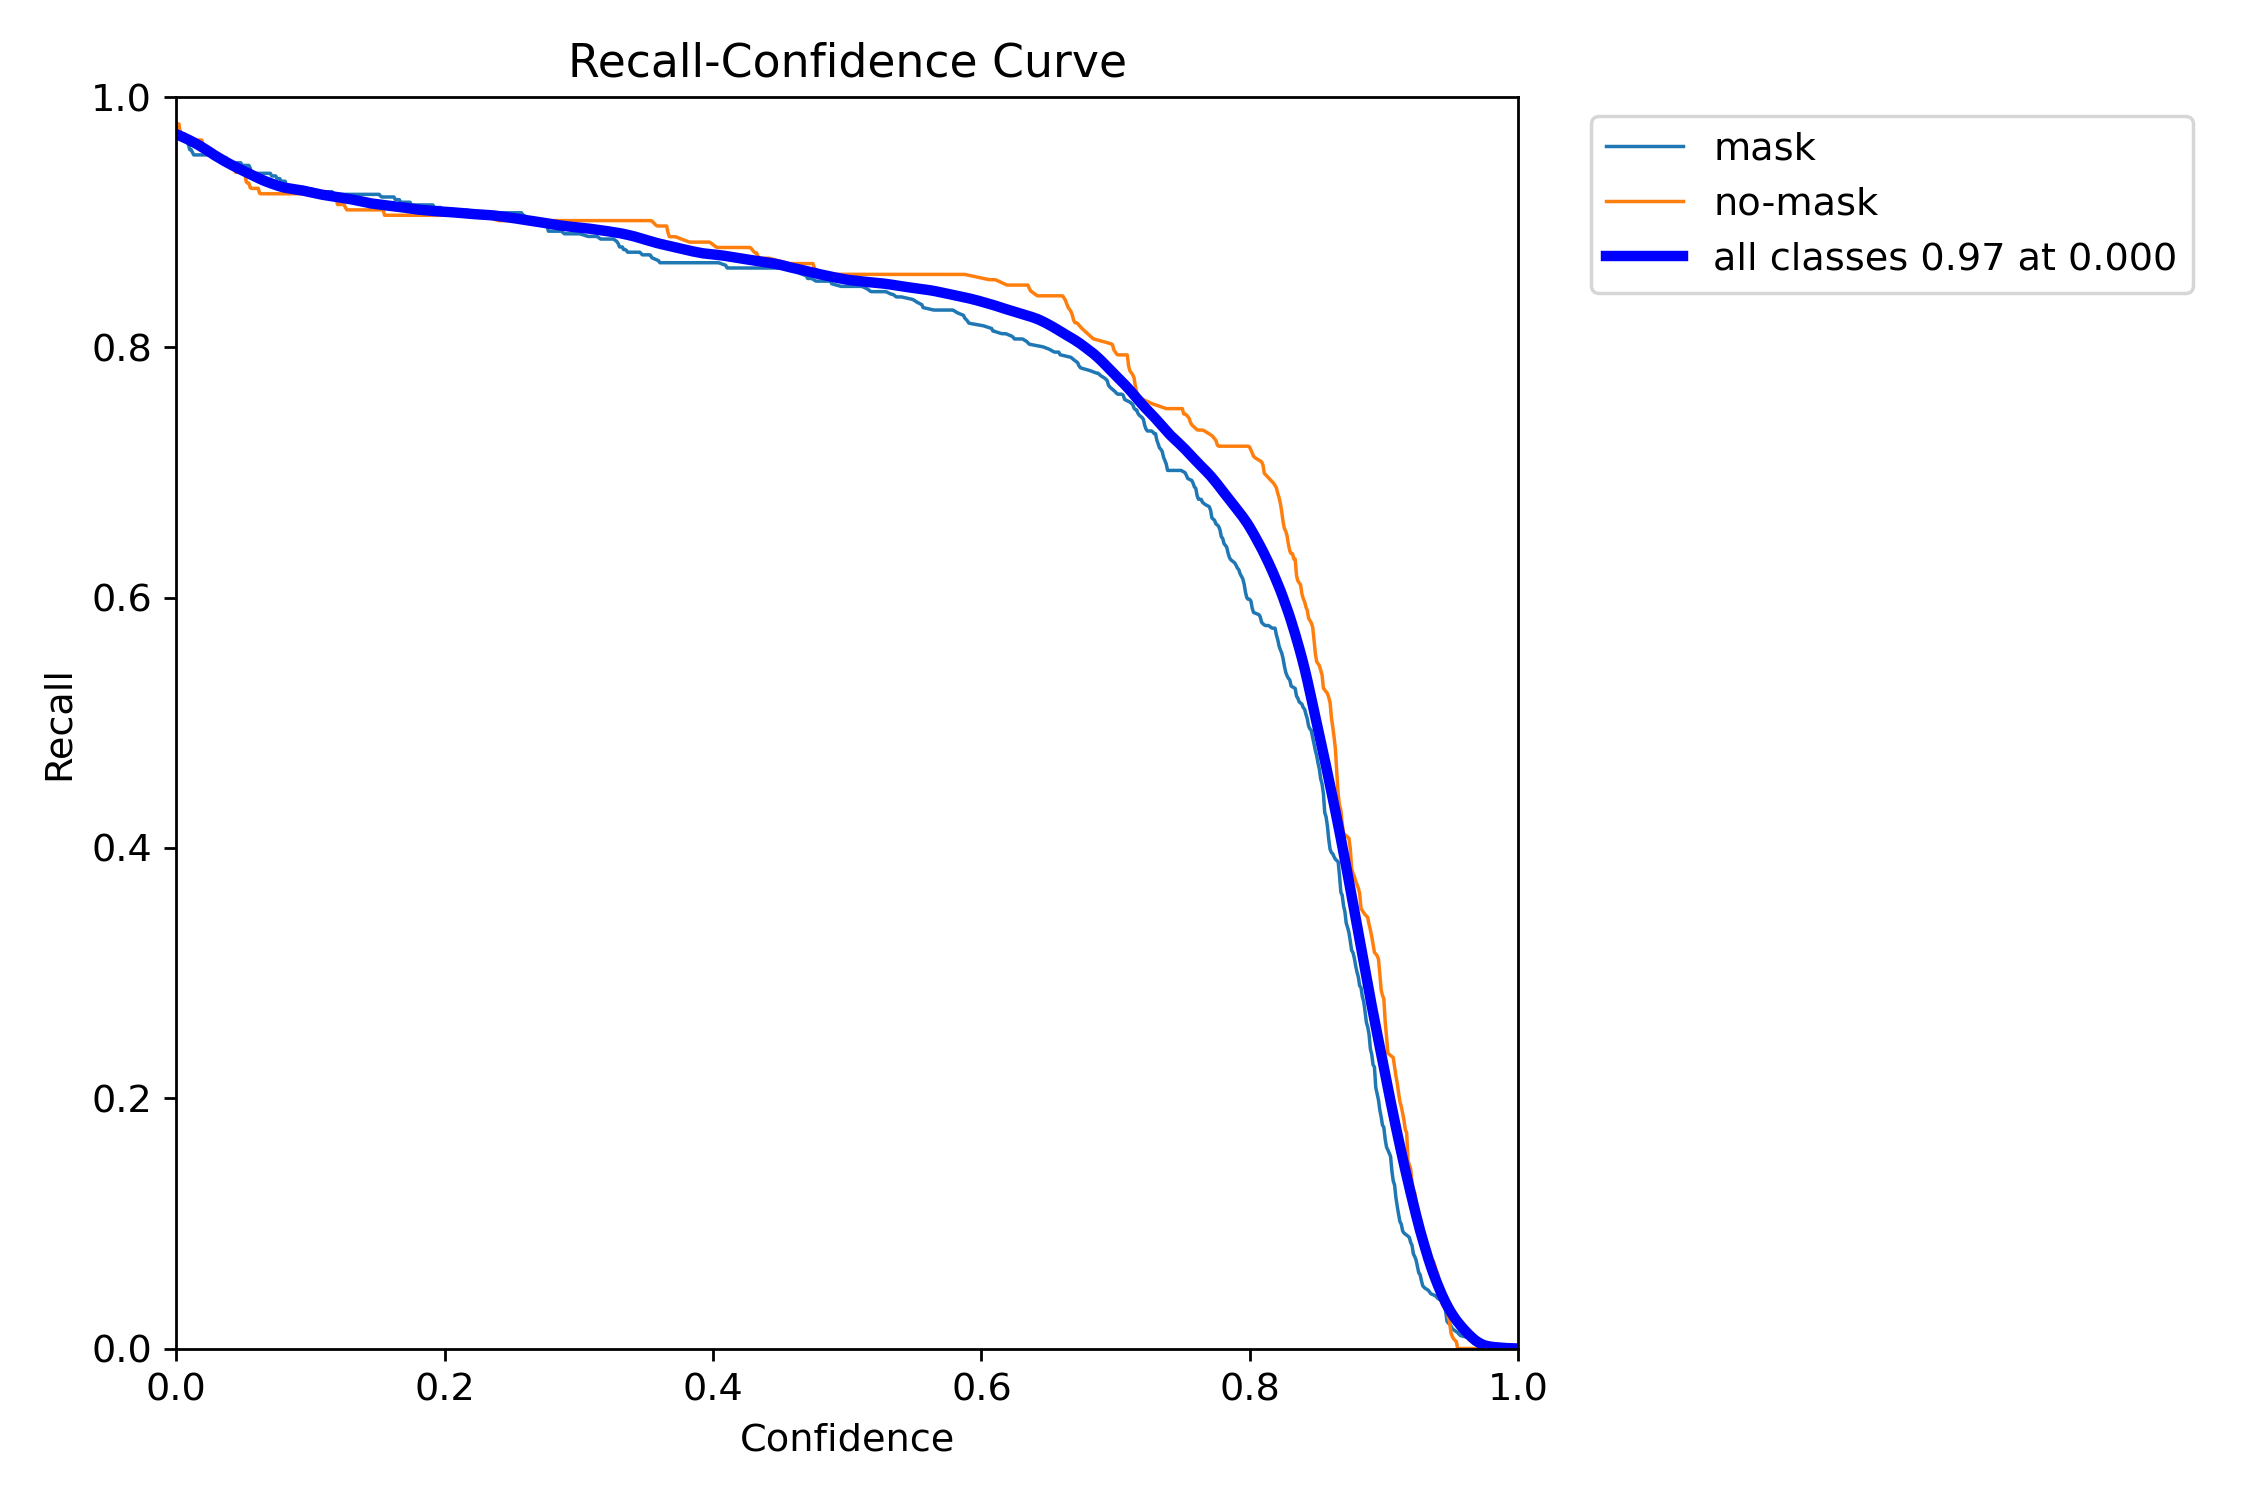 Recall-Confidence Curve
1.0
0.8
0.6
0.4
0.2
0.0
Recall
0.0 0.2 0.4 0.6 0.8 1.0
Confidence
mask
no-mask
all classes 0.97 at 0.000